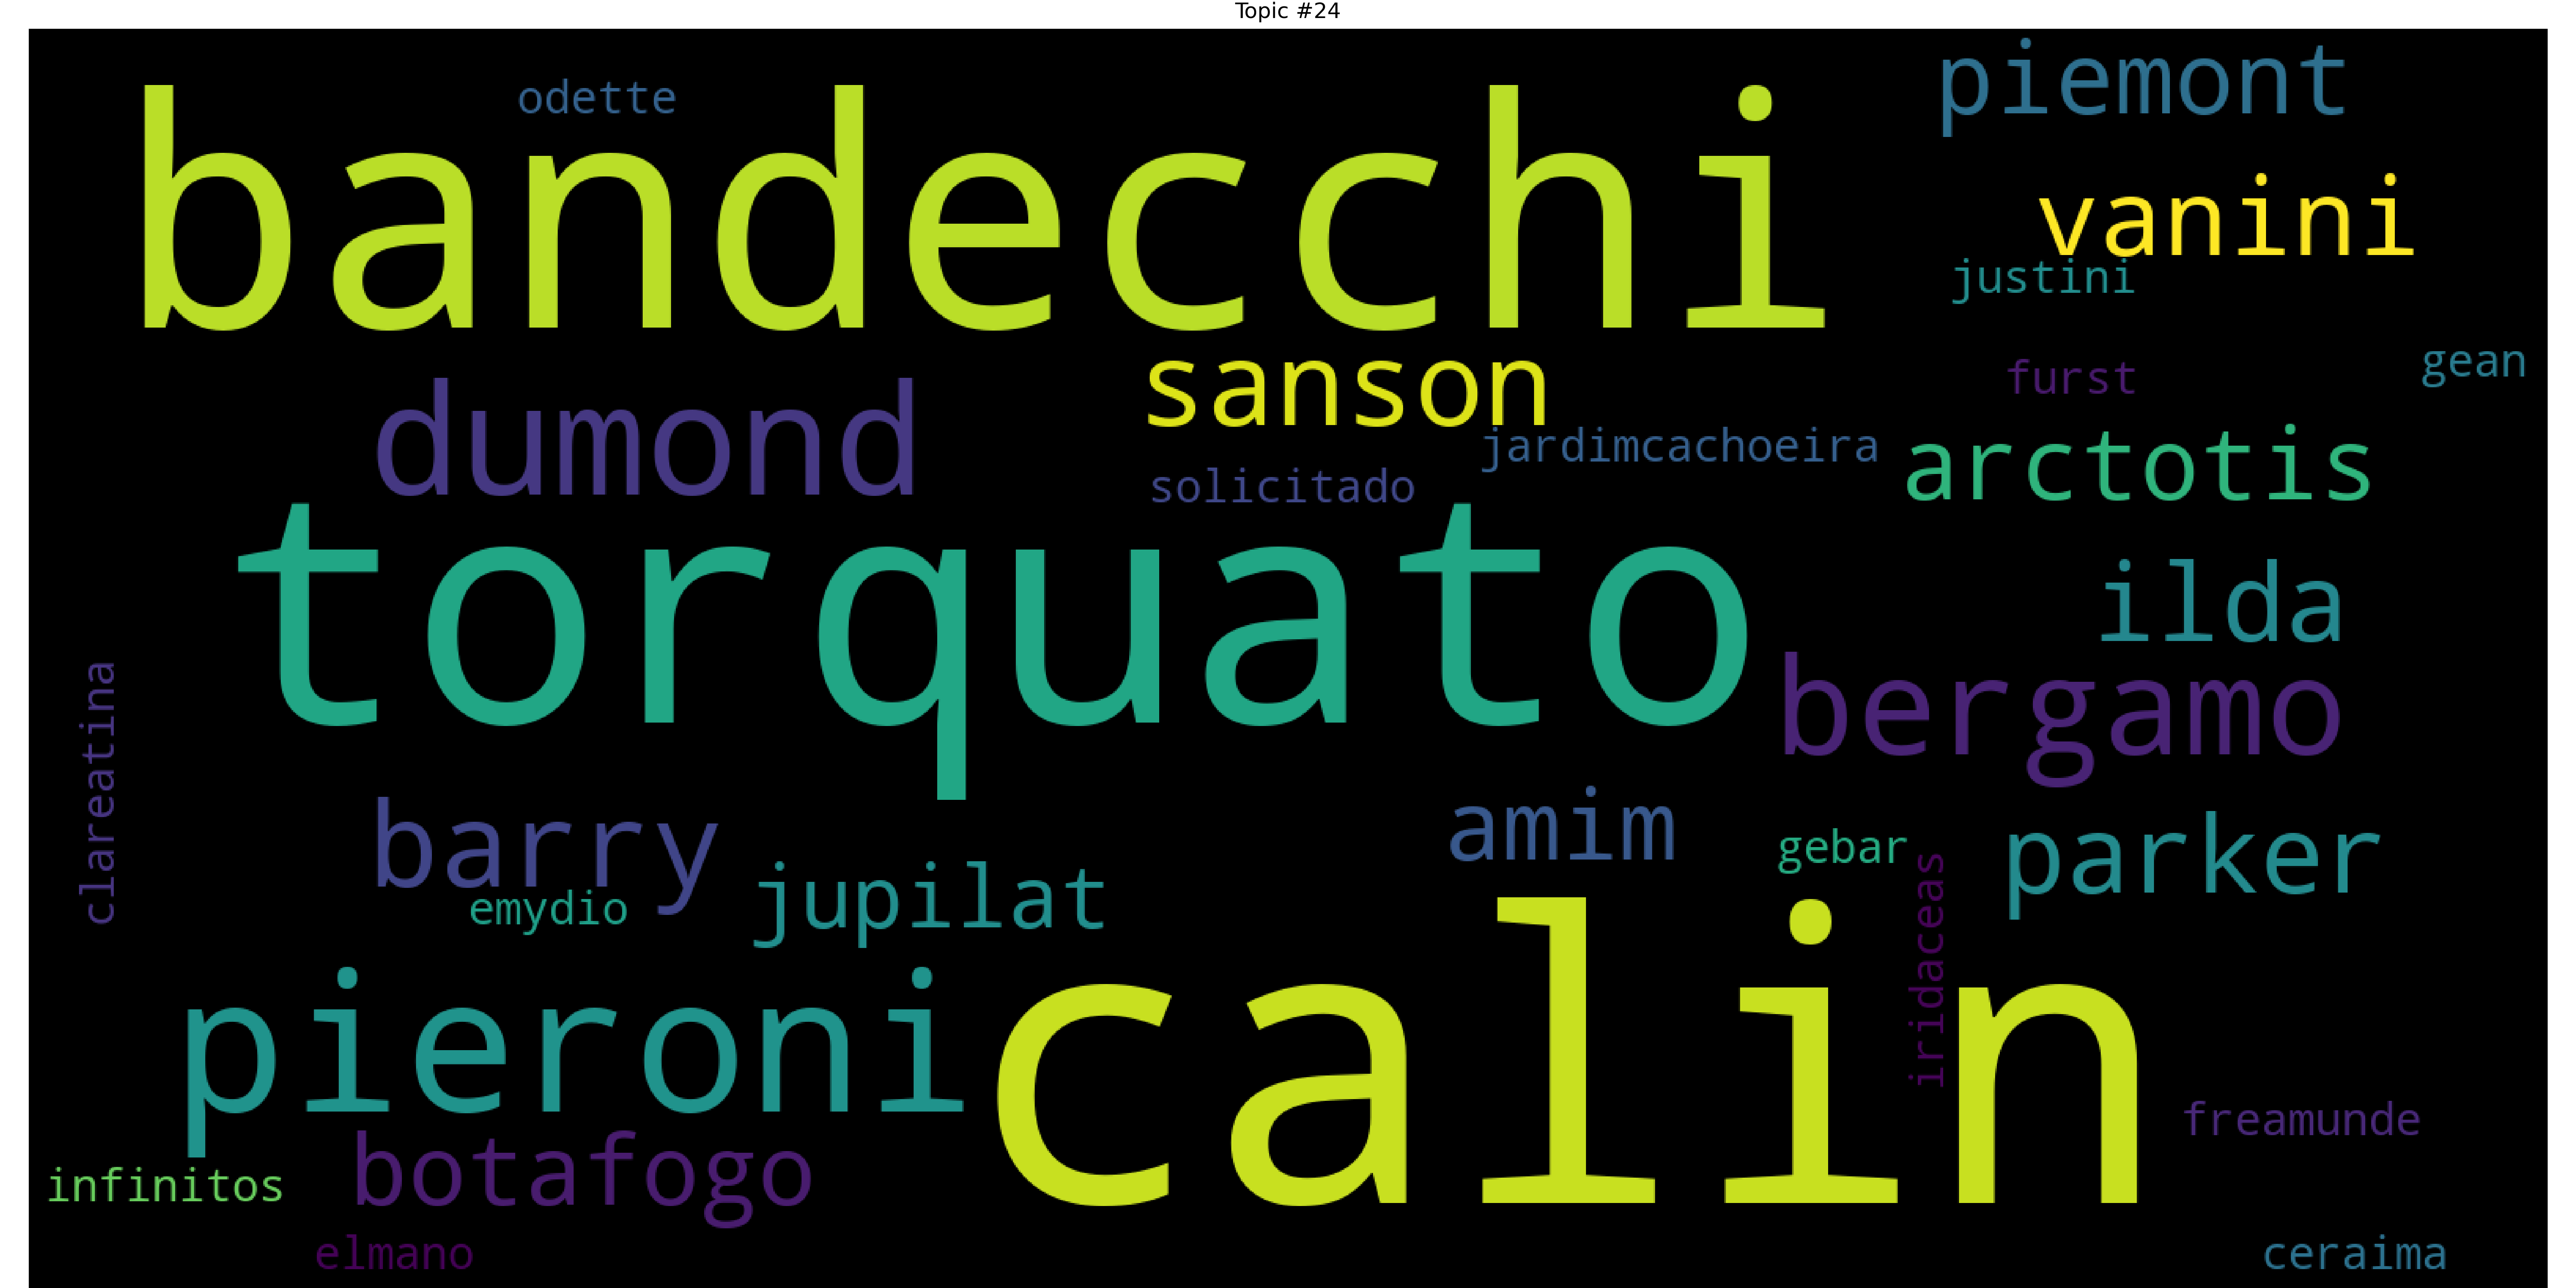 Topic #24
odette
bandecchi
piemont
vanini
justini
sanson
furst
gean
dumond
jardimcachoeira
solicitado
arctotis
torquato
ilda
bergamo
clareatina
barry
amim
gebar
parker
emydio
jupilat
iridaceas
pieroni
calin
freamunde
infinitos
botafogo
elmano
ceraima